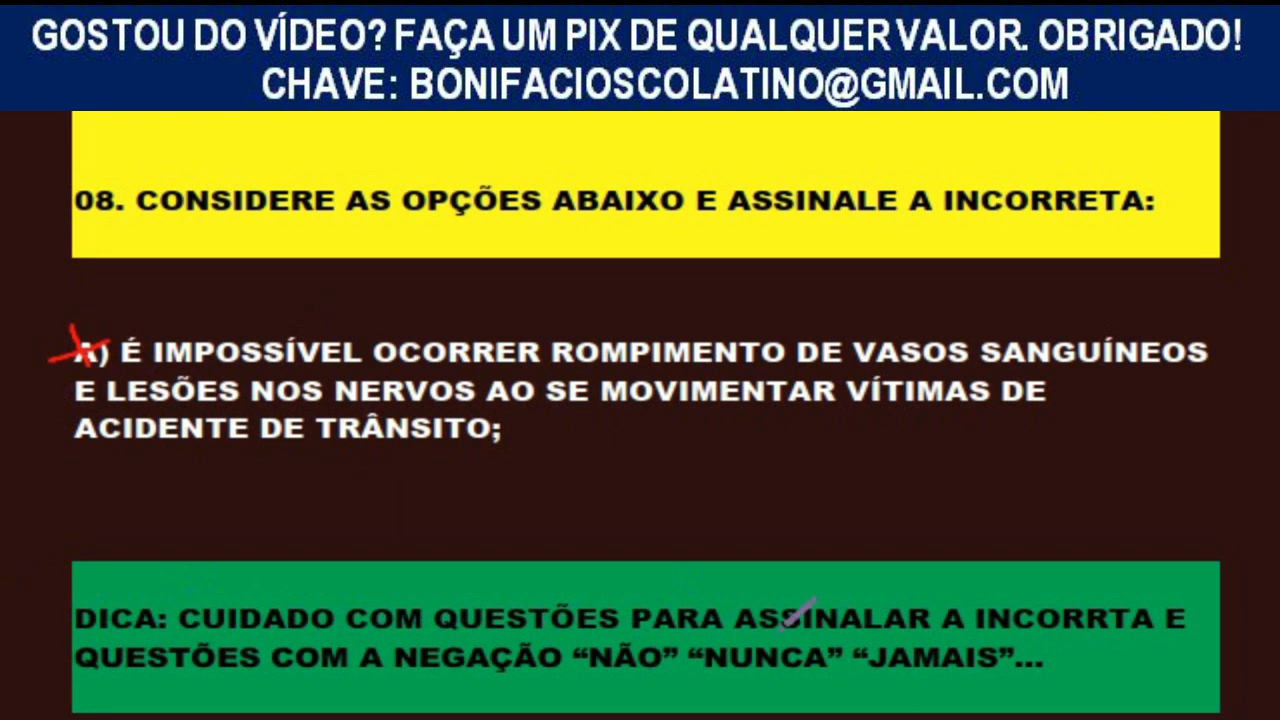 GOSTOU DO VÍDEO? FAÇA UM PIX DE QUALQUER VALOR. OBRIGADO!
CHAVE: BONIFACIOSCOLATINO@GMAIL.COM
08. CONSIDERE AS OPÇÕES ABAIXO E ASSINALE A INCORRETA:
A) É IMPOSSÍVEL OCORRER ROMPIMENTO DE VASOS SANGUÍNEOS
E LESÕES NOS NERVOS AO SE MOVIMENTAR VÍTIMAS DE
ACIDENTE DE TRÂNSITO;
DICA: CUIDADO COM QUESTÕES PARA ASSINALAR A INCORRTA E
QUESTÕES COM A NEGAÇÃO “NÃO” “NUNCA” “JAMAIS”...